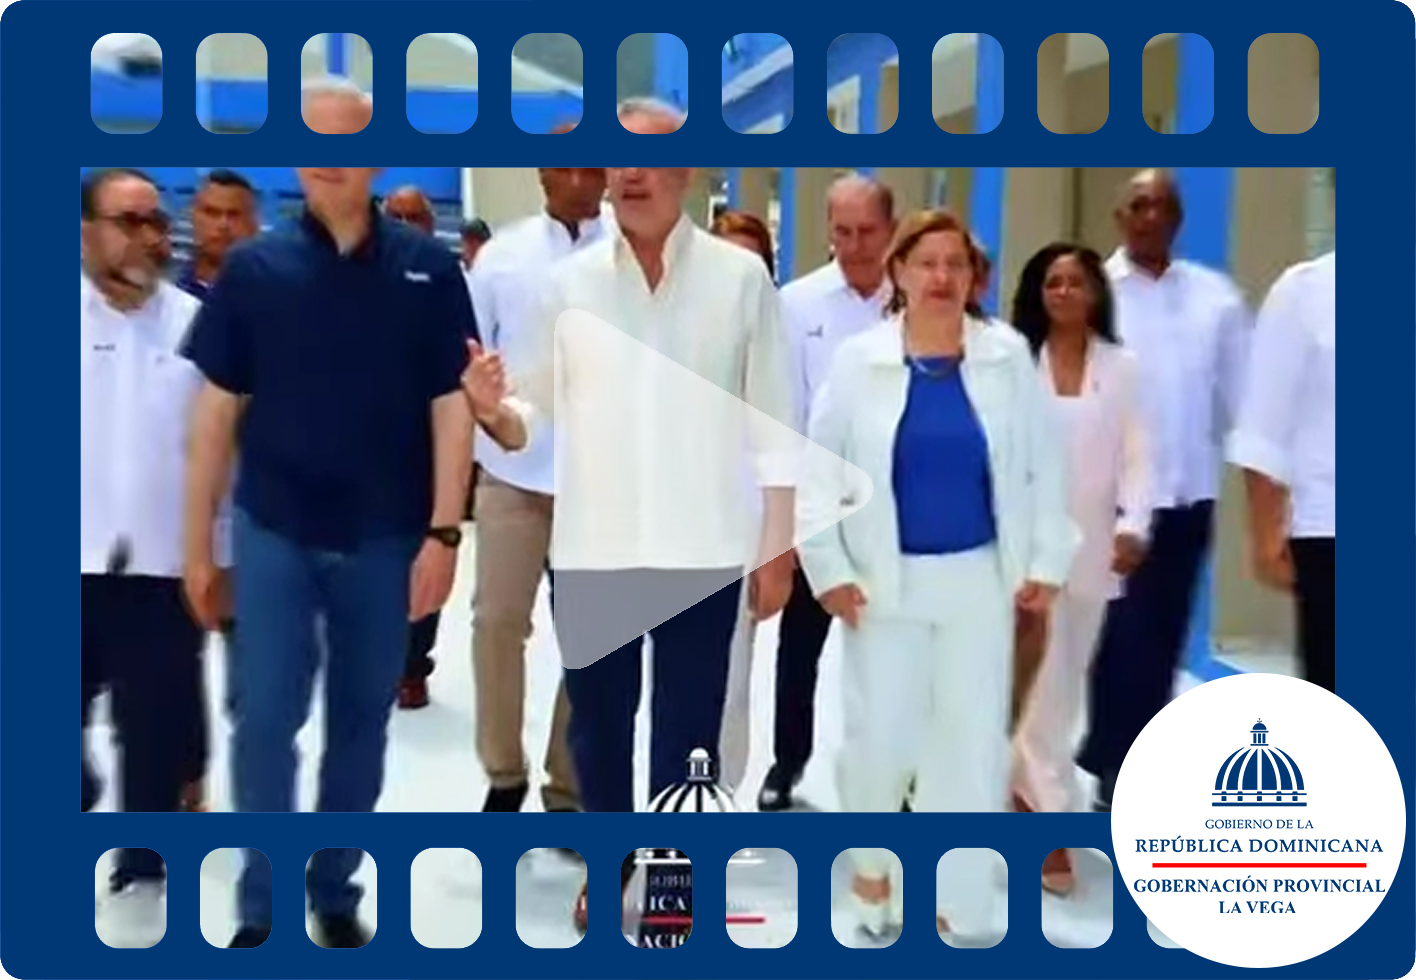 GOBIERNO DE LA
REPÚBLICA DOMINICANA
GOBERNACIÓN PROVINCIAL
LA VEGA